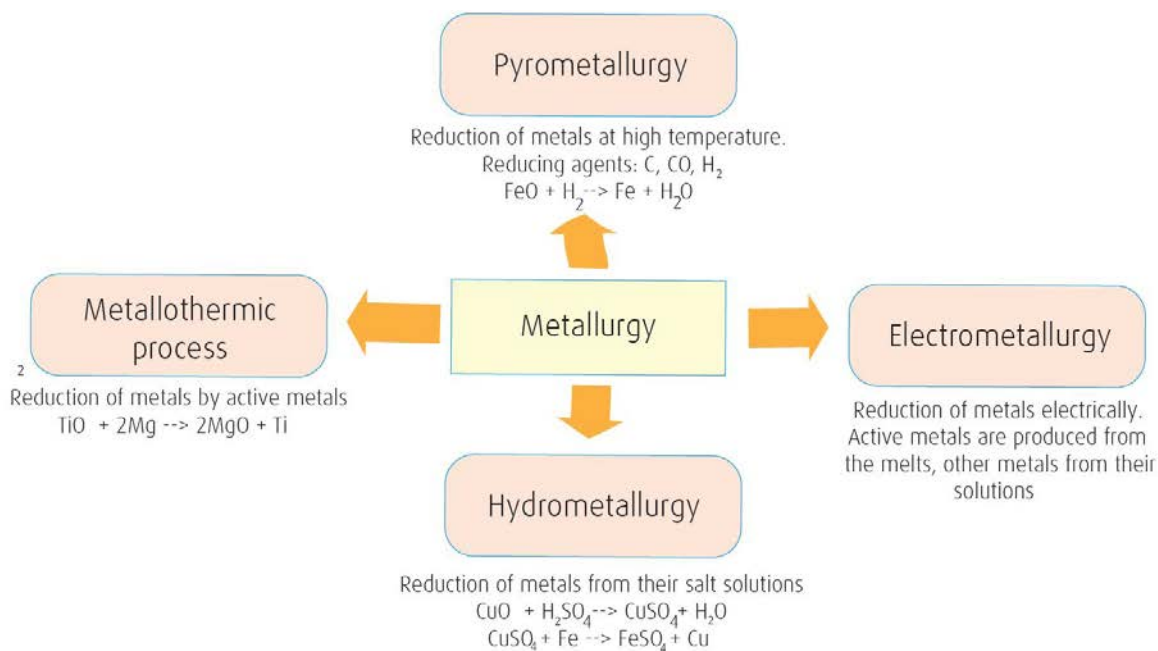 Pyrometallurgy
Reduction of metals at high temperature.
Reducing agents: C, CO, H₂
FeO + H₂--> Fe + H₂O
Metallothermic
process
2
Reduction of metals by active metals
TiO + 2Mg --> 2MgO + Ti
Metallurgy
Electrometallurgy
Reduction of metals electrically.
Active metals are produced from
the melts, other metals from their
solutions
Hydrometallurgy
Reduction of metals from their salt solutions
CuO + H₂SO₄--> CuSO₄+ H₂O
CuSO₄ + Fe --> FeSO₄ + Cu